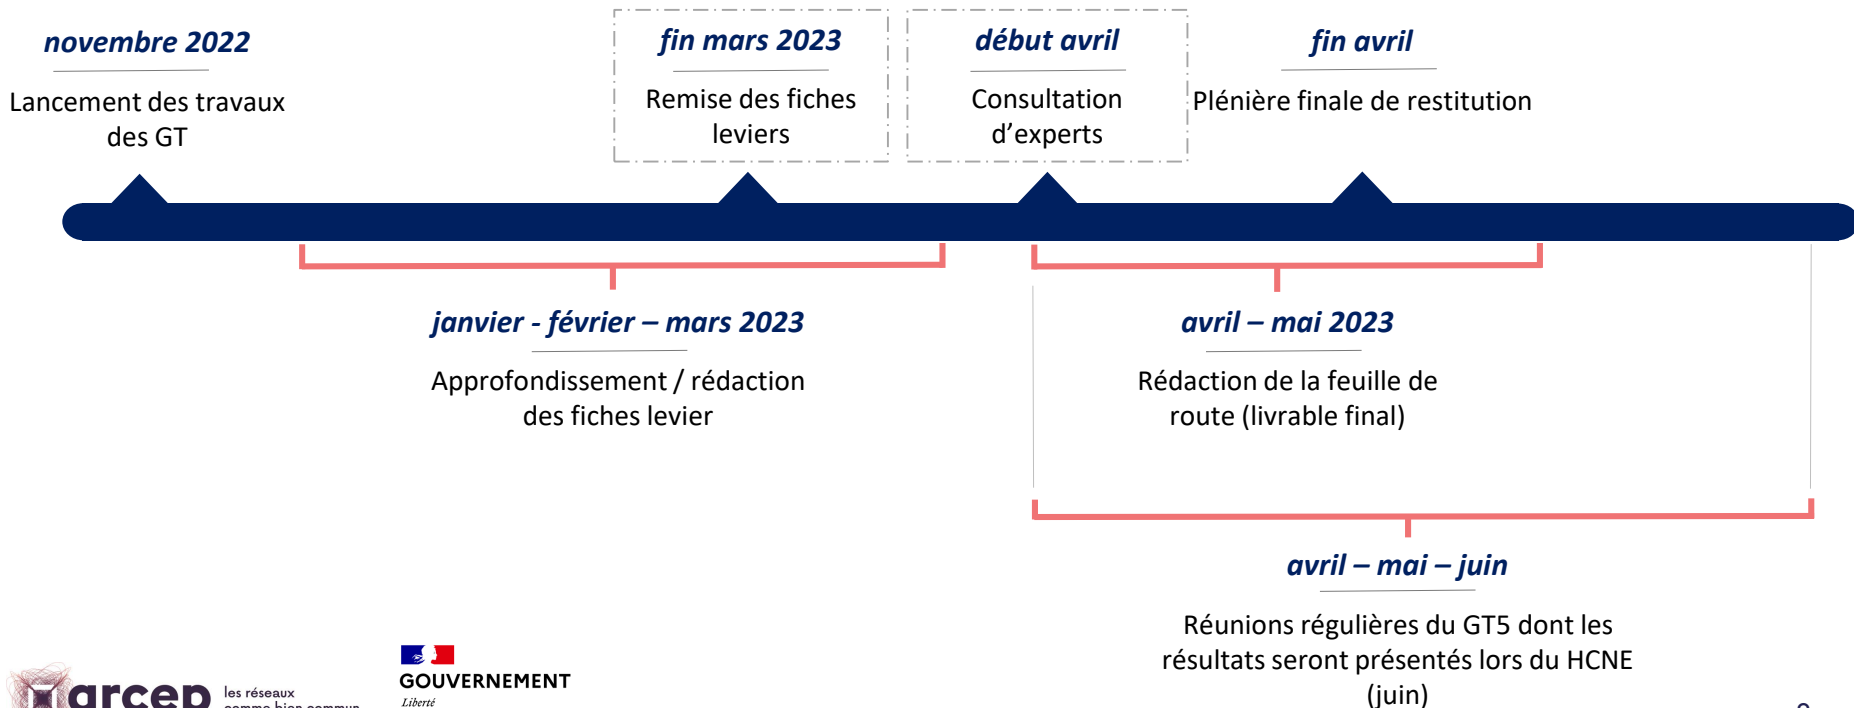 novembre 2022
Lancement des travaux
des GT
fin mars 2023
Remise des fiches
leviers
début avril
Consultation
d’experts
fin avril
Plénière finale de restitution
janvier - février – mars 2023
Approfondissement / rédaction
des fiches levier
avril – mai 2023
Rédaction de la feuille de
route (livrable final)
avril – mai – juin
Réunions régulières du GT5 dont les
résultats seront présentés lors du HCNE
(juin)
arcep
les réseaux
comme bien commun
GOUVERNEMENT
Liberté